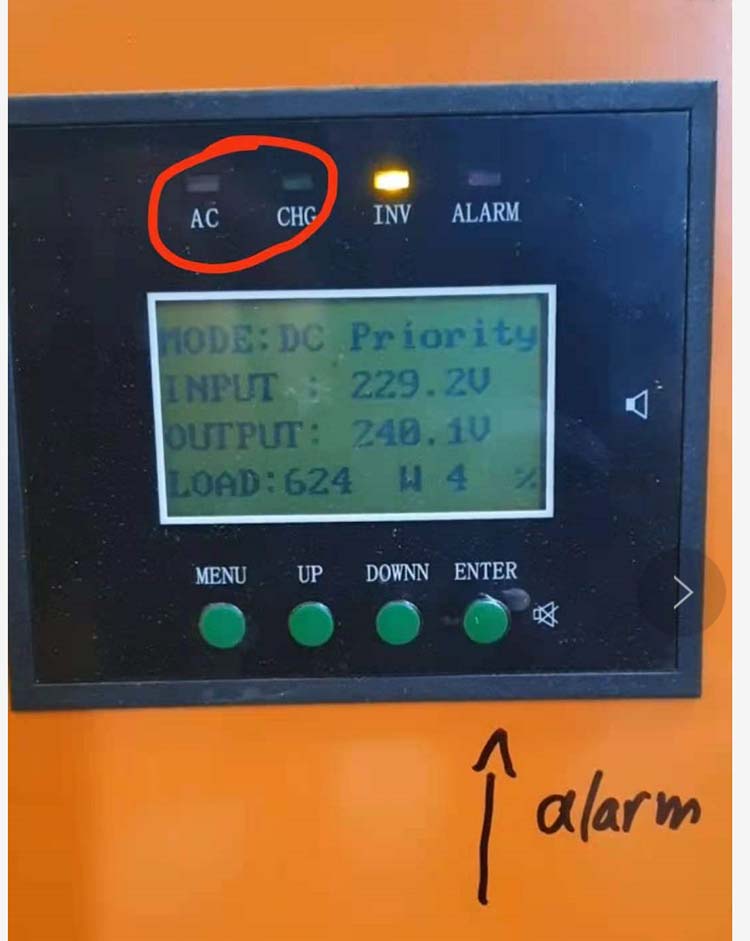 AC CHG INV ALARM
MODE:DC Priority
INPUT : 229.2V
OUTPUT: 240.1V
LOAD:624 W 4 %
MENU UP DOWNN ENTER
alarm